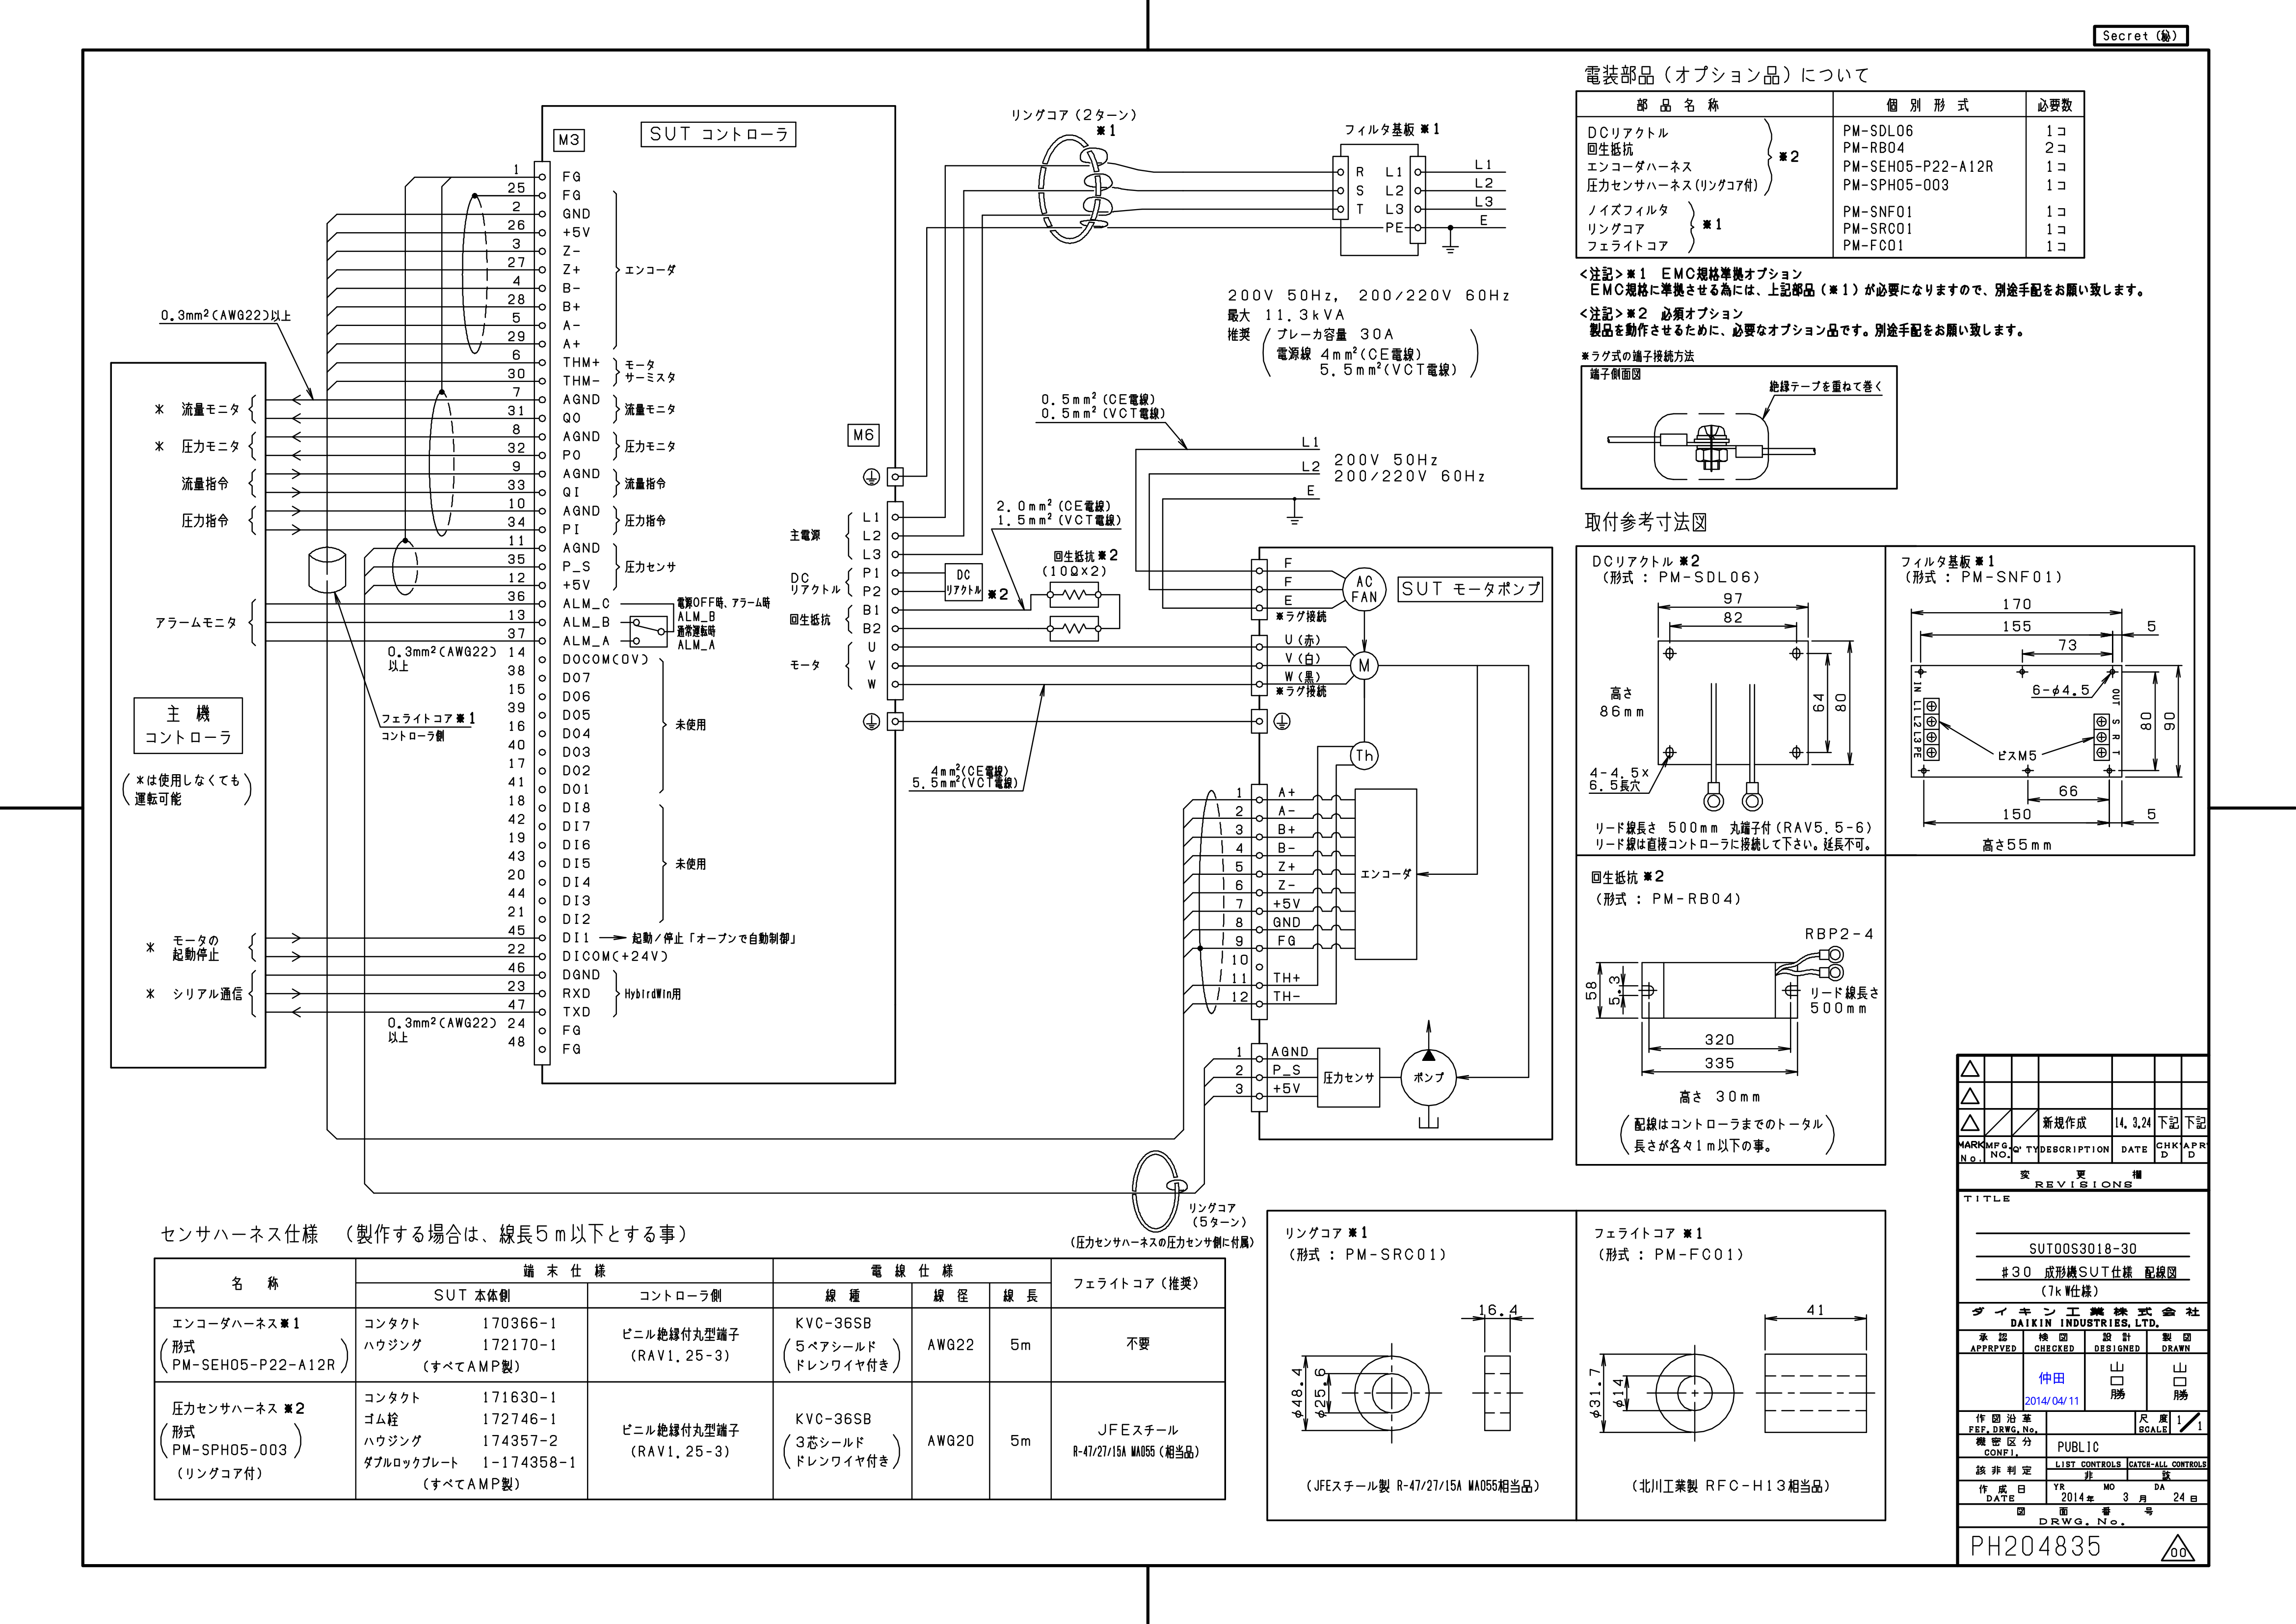 Secret (秘)
SUT コントローラ
M3
1 FG
25 FG
2 GND
26 +5V
3 Z-
27 Z+
4 B-
28 B+
5 A-
29 A+
エンコーダ
6 THM+
30 THM-
モータ
サーミスタ
7 AGND
31 QO
流量モニタ
8 AGND
32 PO
圧力モニタ
9 AGND
33 QI
流量指令
10 AGND
34 PI
圧力指令
11 AGND
35 P_S
12 +5V
圧力センサ
36 ALM_C
13 ALM_B
37 ALM_A
電源OFF時、アラーム時
ALM_B
通常運転時
ALM_A
14 DOCOM(0V)
38 DO7
15 DO6
39 DO5
16 DO4
40 DO3
17 DO2
41 DO1
未使用
18 DI8
42 DI7
19 DI6
43 DI5
20 DI4
44 DI3
21 DI2
未使用
45 DI1 起動/停止「オープンで自動制御」
22 DICOM(+24V)
46 DGND
23 RXD
47 TXD
HybirdWin用
24 FG
48 FG
0.3mm²(AWG22)以上
* 流量モニタ
* 圧力モニタ
流量指令
圧力指令
アラームモニタ
0.3mm²(AWG22)
以上
主 機
コントローラ
(*は使用しなくても
運転可能)
フェライトコア※1
コントローラ側
* モータの
起動停止
* シリアル通信
0.3mm²(AWG22)
以上
M6
主電源
L1
L2
L3
DC
リアクトル
P1
P2
回生抵抗
B1
B2
モータ
U
V
W
DC
リアクトル ※2
2.0mm²(CE電線)
1.5mm²(VCT電線)
回生抵抗※2
(10Ω×2)
4mm²(CE電線)
5.5mm²(VCT電線)
リングコア(2ターン)
※1
フィルタ基板※1
R L1 L1
S L2 L2
T L3 L3
PE E
200V 50Hz, 200/220V 60Hz
最大 11.3kVA
推奨 (ブレーカ容量 30A
電源線 4mm²(CE電線)
5.5mm²(VCT電線))
0.5mm²(CE電線)
0.5mm²(VCT電線)
L1
L2
E
200V 50Hz
200/220V 60Hz
SUT モータポンプ
F
F
E
※ラグ接続
AC
FAN
U(赤)
V(白)
W(黒)
※ラグ接続
M
Th
1 A+
2 A-
3 B+
4 B-
5 Z+
6 Z-
7 +5V
8 GND
9 FG
10
11 TH+
12 TH-
エンコーダ
1 AGND
2 P_S
3 +5V
圧力センサ
ポンプ
リングコア
(5ターン)
(圧力センサハーネスの圧力センサ側に付属)
電装部品(オプション品)について
部 品 名 称 個 別 形 式 必要数
DCリアクトル PM-SDL06 1コ
回生抵抗 PM-RB04 2コ
エンコーダハーネス PM-SEH05-P22-A12R 1コ
圧力センサハーネス(リングコア付) PM-SPH05-003 1コ
※2
ノイズフィルタ PM-SNF01 1コ
リングコア PM-SRC01 1コ
フェライトコア PM-FC01 1コ
※1
<注記>※1 EMC規格準拠オプション
EMC規格に準拠させる為には、上記部品(※1)が必要になりますので、別途手配をお願い致します。
<注記>※2 必須オプション
製品を動作させるために、必要なオプション品です。別途手配をお願い致します。
※ラグ式の端子接続方法
端子側面図
絶縁テープを重ねて巻く
取付参考寸法図
DCリアクトル※2
(形式 : PM-SDL06)
97
82
64
80
高さ
86mm
4-4.5×
6.5長穴
リード線長さ 500mm 丸端子付(RAV5.5-6)
リード線は直接コントローラに接続して下さい。延長不可。
フィルタ基板※1
(形式 : PM-SNF01)
170
155
5
73
6-φ4.5
IN L1 L2 L3 PE
OUT S R T
ビスM5
80
90
66
150
5
高さ55mm
回生抵抗※2
(形式 : PM-RB04)
RBP2-4
58
5.3
リード線長さ
500mm
320
335
高さ 30mm
(配線はコントローラまでのトータル
長さが各々1m以下の事。)
センサハーネス仕様 (製作する場合は、線長5m以下とする事)
名 称 端 末 仕 様 電 線 仕 様 フェライトコア(推奨)
SUT 本体側 コントローラ側 線 種 線 径 線 長
エンコーダハーネス※1
(形式
PM-SEH05-P22-A12R)
コンタクト 170366-1
ハウジング 172170-1
(すべてAMP製)
ビニル絶縁付丸型端子
(RAV1.25-3)
KVC-36SB
(5ペアシールド
ドレンワイヤ付き)
AWG22
5m
不要
圧力センサハーネス※2
(形式
PM-SPH05-003)
(リングコア付)
コンタクト 171630-1
ゴム栓 172746-1
ハウジング 174357-2
ダブルロックプレート 1-174358-1
(すべてAMP製)
ビニル絶縁付丸型端子
(RAV1.25-3)
KVC-36SB
(3芯シールド
ドレンワイヤ付き)
AWG20
5m
JFEスチール
R-47/27/15A MA055(相当品)
リングコア※1
(形式 : PM-SRC01)
16.4
φ48.4
φ25.6
(JFEスチール製 R-47/27/15A MA055相当品)
フェライトコア※1
(形式 : PM-FC01)
41
φ31.7
φ14
(北川工業製 RFC-H13相当品)
新規作成 14.3.24 下記 下記
MARK No. MFG. NO. Q'TY DESCRIPTION DATE CHK'D APR'D
変 更 欄
REVISIONS
TITLE
SUT00S3018-30
#30 成形機SUT仕様 配線図
(7kW仕様)
ダイキン工業株式会社
DAIKIN INDUSTRIES,LTD.
承 認 検 図 設 計 製 図
APPRPVED CHECKED DESIGNED DRAWN
仲田
2014/04/11
山口勝
山口勝
作 図 沿 革
FEF.DRWG.No.
尺 度
SCALE
1/1
機 密 区 分
CONFI.
PUBLIC
該 非 判 定
LIST CONTROLS CATCH-ALL CONTROLS
非 該
作 成 日
DATE
YR MO DA
2014年 3 月 24日
図 面 番 号
DRWG. No.
PH204835
00